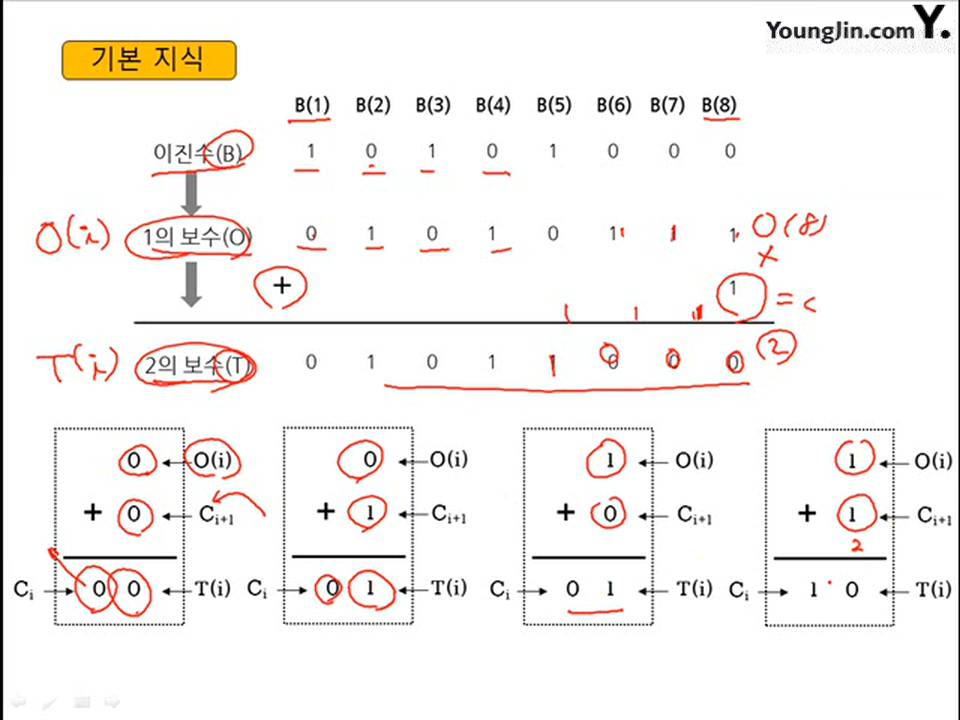 YoungJin.com Y.
기본 지식
B(1) B(2) B(3) B(4) B(5) B(6) B(7) B(8)
이진수(B) 1 0 1 0 1 0 0 0
O(i) 1의 보수(O) 0 1 0 1 0 1 1 1 O(8)
+
+ 1 = c
1 1 1
T(i) 2의 보수(T) 0 1 0 1 1 0 0 0 (2)
0 ← O(i) 0 ← O(i) 1 ← O(i) 1 ← O(i)
+ 0 ← Ci+1 + 1 ← Ci+1 + 0 ← Ci+1 + 1 ← Ci+1
2
Ci → 0 0 ← T(i) Ci → 0 1 ← T(i) Ci → 0 1 ← T(i) Ci → 1 0 ← T(i)